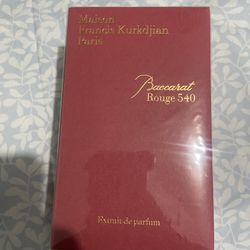 Maison
Francis Kurkdjian
Paris
Baccarat
Rouge 540
Extrait de parfum